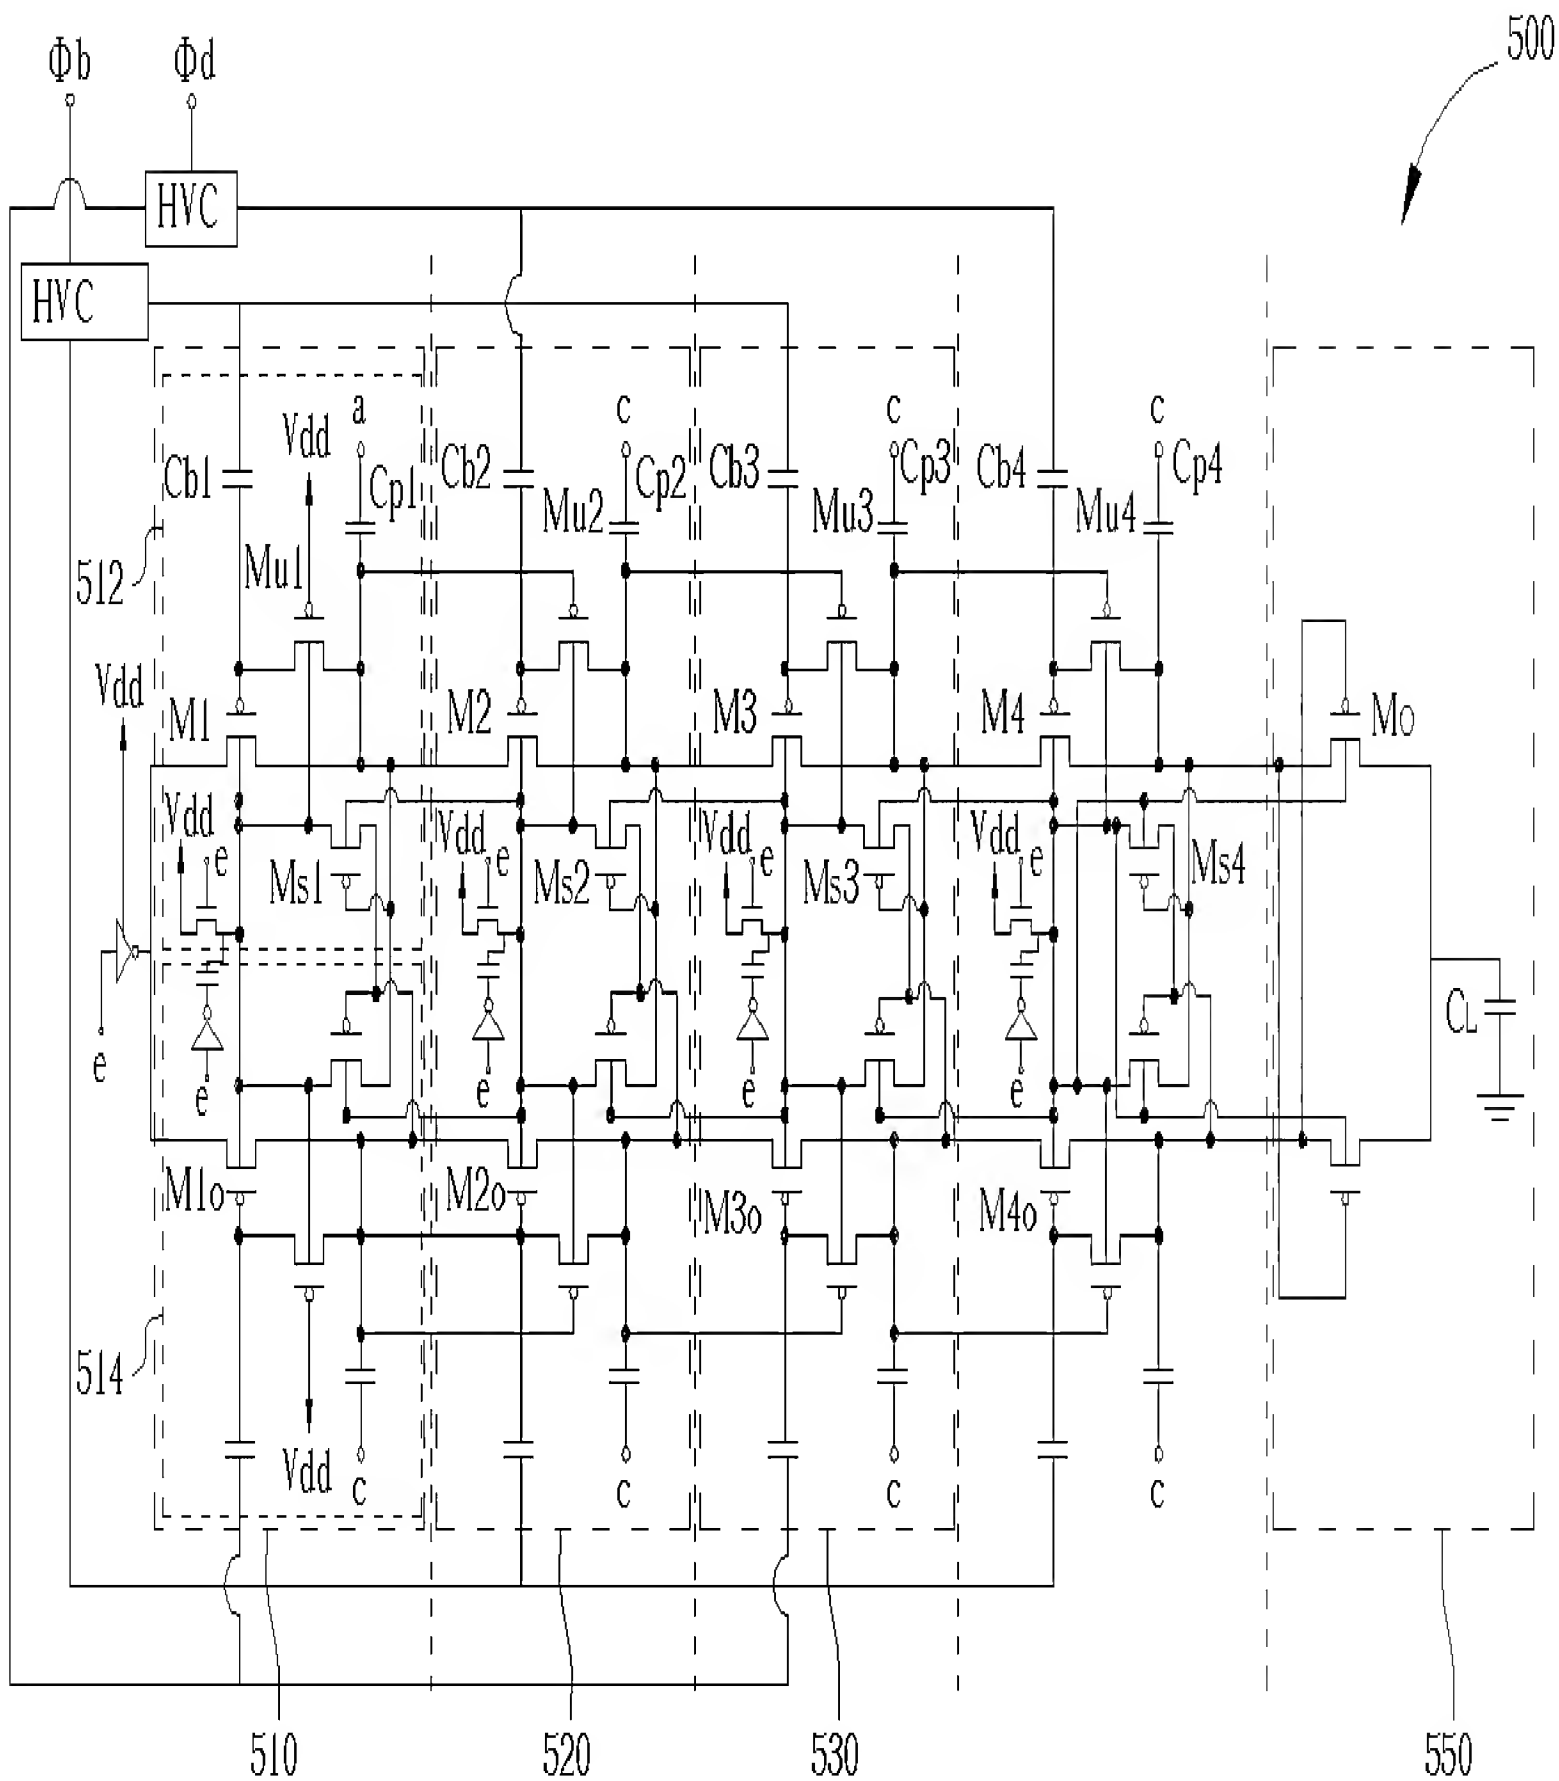 500
Φb Φd
HVC
HVC
a c c c
Vdd
Cb1 Cp1 Cb2 Cp2 Cb3 Cp3 Cb4 Cp4
Mu2 Mu3 Mu4
Mu1
512
Vdd
M1 M2 M3 M4 Mo
Vdd Vdd Vdd Vdd
e e e e
Ms1 Ms2 Ms3 Ms4
CL
e
e e e e
M1o M2o M3o M4o
514
Vdd
c c c c
510 520 530 550